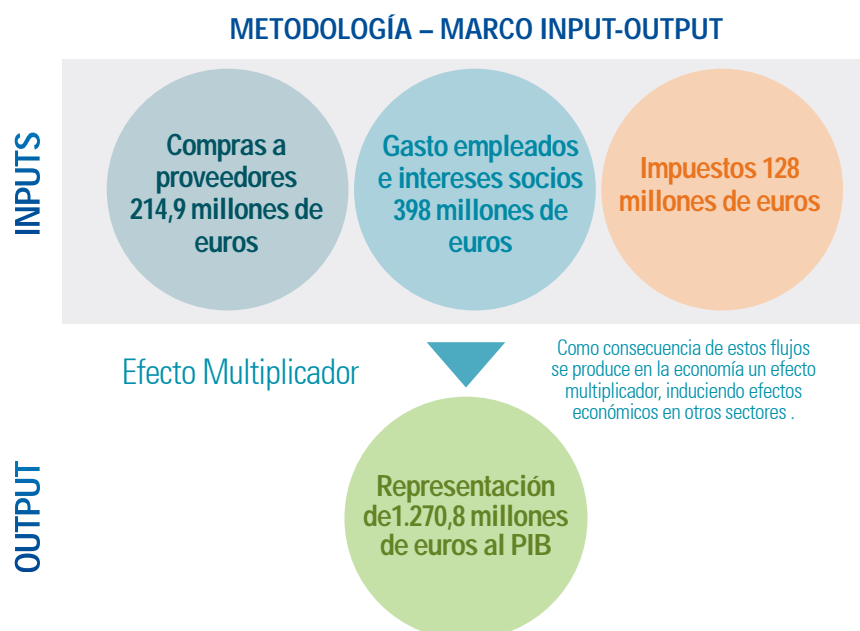 METODOLOGÍA – MARCO INPUT-OUTPUT
INPUTS
Compras a
proveedores
214,9 millones de
euros
Gasto empleados
e intereses socios
398 millones de
euros
Impuestos 128
millones de euros
Efecto Multiplicador
Como consecuencia de estos flujos
se produce en la economía un efecto
multiplicador, induciendo efectos
económicos en otros sectores .
OUTPUT
Representación
de1.270,8 millones
de euros al PIB